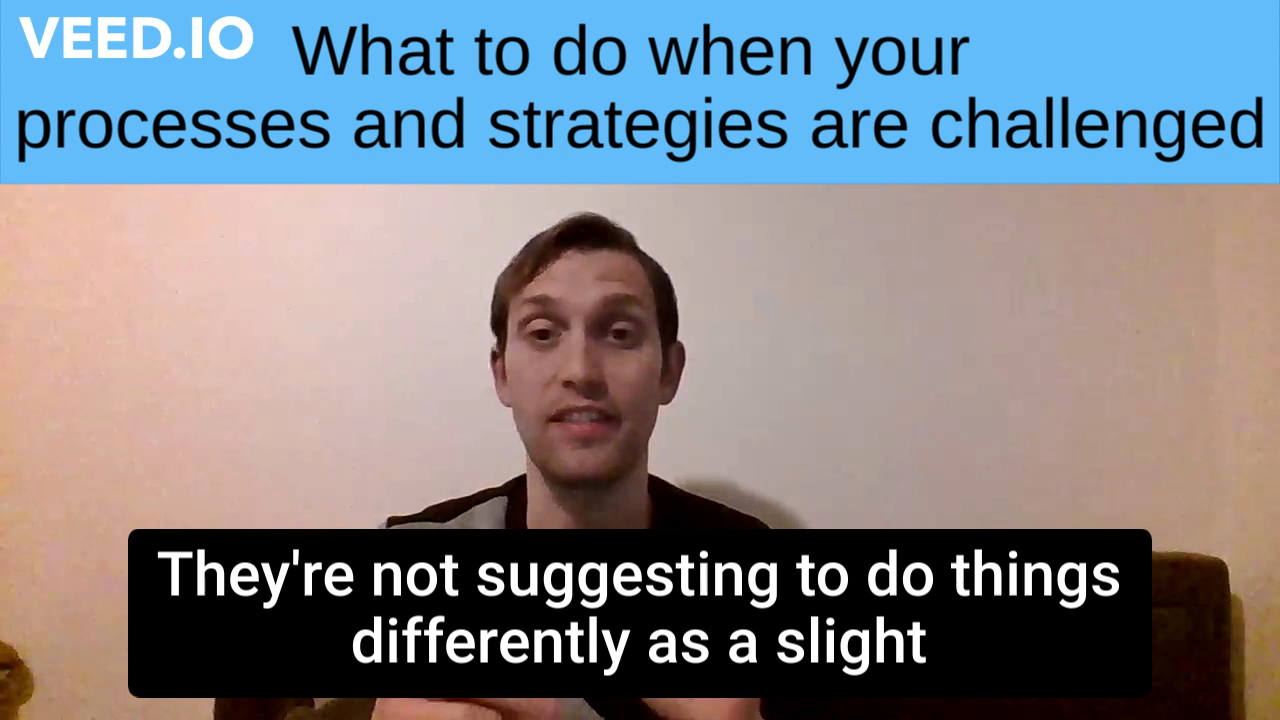 VEED.IO
What to do when your
processes and strategies are challenged
They're not suggesting to do things
differently as a slight